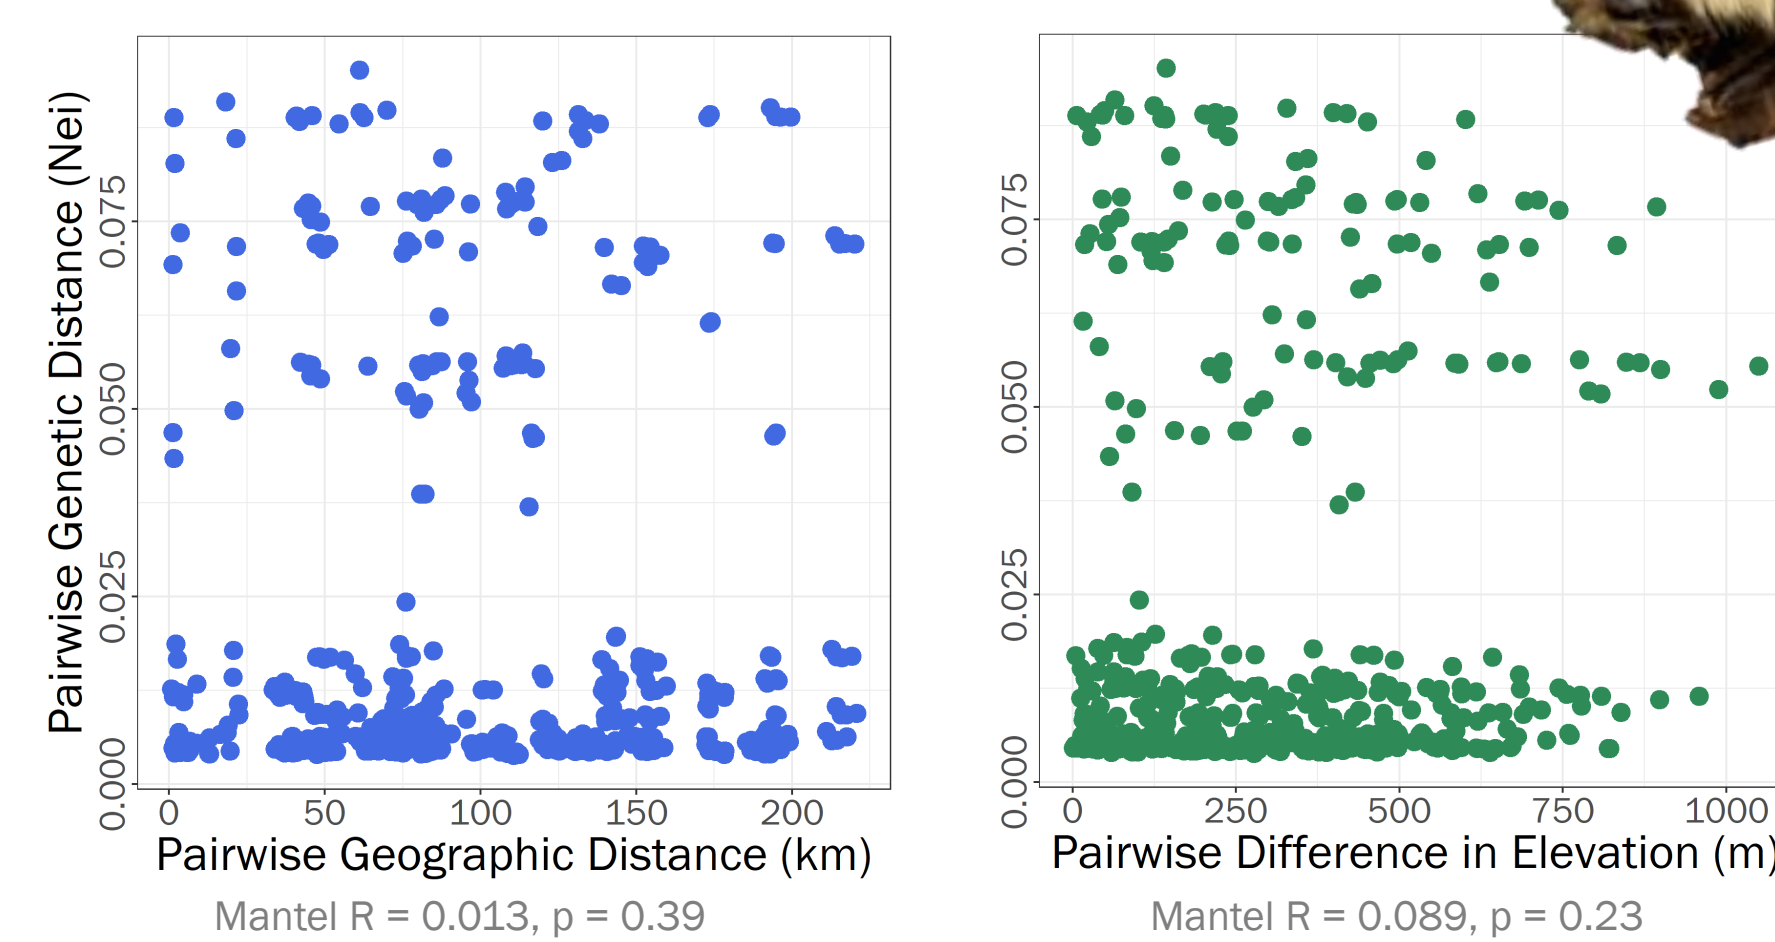 Pairwise Genetic Distance (Nei)
0.075
0.050
0.025
0.000
0 50 100 150 200
Pairwise Geographic Distance (km)
Mantel R = 0.013, p = 0.39
0.075
0.050
0.025
0.000
0 250 500 750 1000
Pairwise Difference in Elevation (m)
Mantel R = 0.089, p = 0.23